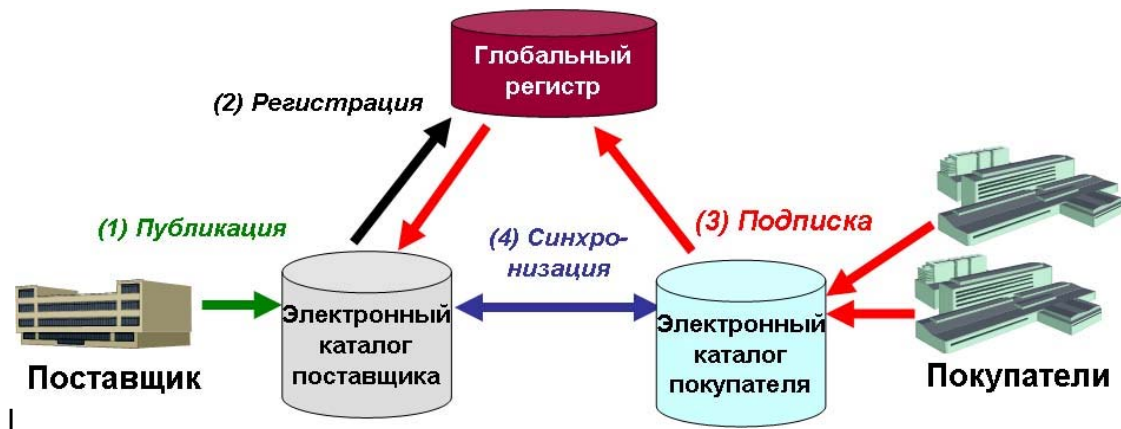 Глобальный
регистр
(2) Регистрация
(1) Публикация
(4) Синхро-
низация
(3) Подписка
Электронный
каталог
поставщика
Электронный
каталог
покупателя
Поставщик
Покупатели